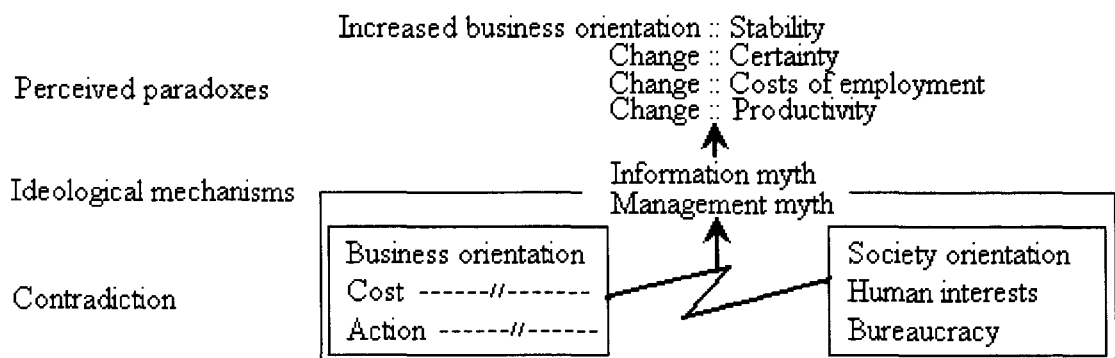 Increased business orientation :: Stability
Change :: Certainty
Perceived paradoxes Change :: Costs of employment
Change :: Productivity
Ideological mechanisms Information myth
Management myth
Business orientation Society orientation
Contradiction Cost ------//------- Human interests
Action ------//------- Bureaucracy